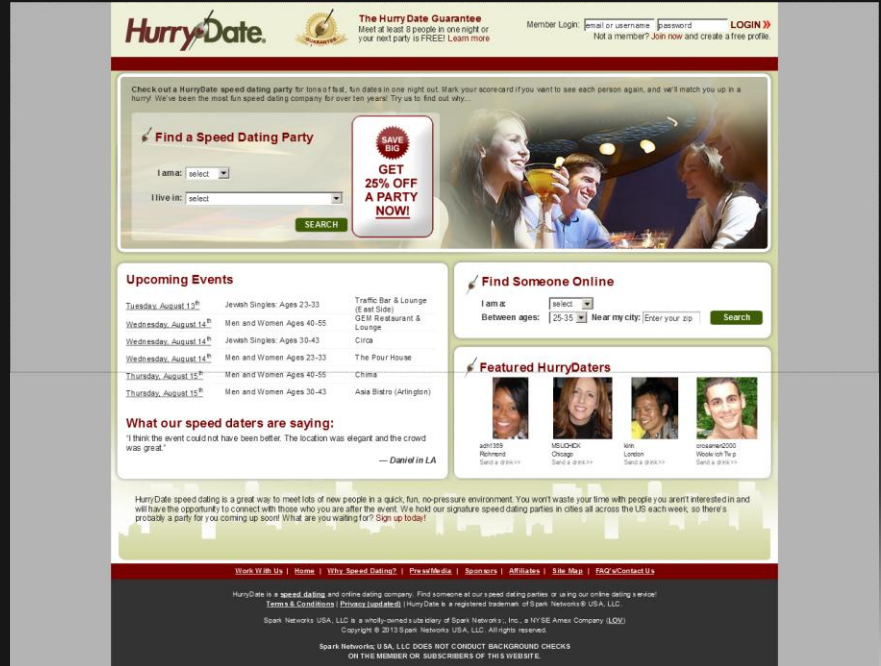 HurryDate.
GUARANTEE
The HurryDate Guarantee
Meet at least 8 people in one night or
your next party is FREE! Learn more
Member Login: email or username password LOGIN »
Not a member? Join now and create a free profile.
Check out a HurryDate speed dating party for tons of fast, fun dates in one night out. Mark your scorecard if you want to see each person again, and we'll match you up in a
hurry! We've been the most fun speed dating company for over ten years! Try us to find out why...
Find a Speed Dating Party
I am a: select
I live in: select
SEARCH
SAVE
BIG
GET
25% OFF
A PARTY
NOW!
Upcoming Events
Tuesday, August 13th Jewish Singles: Ages 23-33 Traffic Bar & Lounge
(East Side)
Wednesday, August 14th Men and Women Ages 40-55 GEM Restaurant &
Lounge
Wednesday, August 14th Jewish Singles: Ages 30-43 Circa
Wednesday, August 14th Men and Women Ages 23-33 The Pour House
Thursday, August 15th Men and Women Ages 40-55 Chima
Thursday, August 15th Men and Women Ages 30-43 Asia Bistro (Arlington)
What our speed daters are saying:
"I think the event could not have been better. The location was elegant and the crowd
was great."
— Daniel in LA
Find Someone Online
I am a: select
Between ages: 25-35 Near my city: Enter your zip Search
Featured HurryDaters
adh1369 MSUCHICK kirin crossman2000
Richmond Chicago London Woolwich Twp
Send a drink>> Send a drink>> Send a drink>> Send a drink>>
HurryDate speed dating is a great way to meet lots of new people in a quick, fun, no-pressure environment. You won't waste your time with people you aren't interested in and
will have the opportunity to connect with those who you are after the event. We hold our signature speed dating parties in cities all across the US each week, so there's
probably a party for you coming up soon! What are you waiting for? Sign up today!
Work With Us | Home | Why Speed Dating? | Press/Media | Sponsors | Affiliates | Site Map | FAQ's/Contact Us
HurryDate is a speed dating and online dating company. Find someone at our speed dating parties or using our online dating service!
Terms & Conditions | Privacy (updated) | HurryDate is a registered trademark of Spark Networks® USA, LLC.
Spark Networks USA, LLC is a wholly-owned subsidiary of Spark Networks;, Inc., a NYSE Amex Company (LOV)
Copyright © 2013 Spark Networks USA, LLC. All rights reserved.
Spark Networks; USA, LLC DOES NOT CONDUCT BACKGROUND CHECKS
ON THE MEMBER OR SUBSCRIBERS OF THIS WEBSITE.